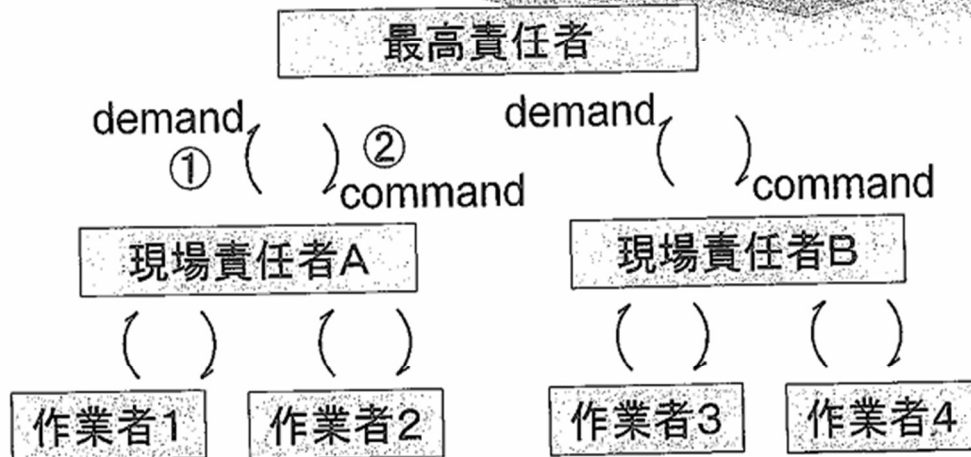 最高責任者
demand
①
②
command
demand
command
現場責任者A
現場責任者B
作業者1
作業者2
作業者3
作業者4